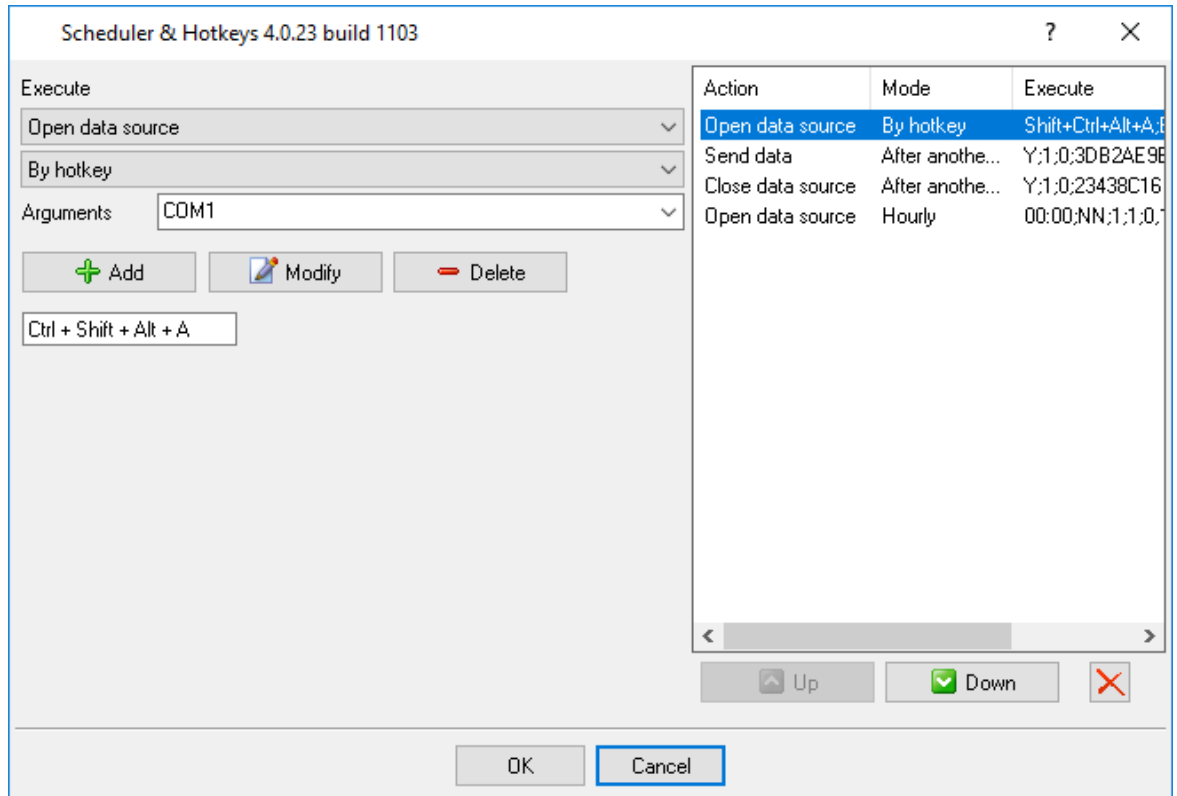 Scheduler & Hotkeys 4.0.23 build 1103
?
Execute
Open data source
By hotkey
Arguments COM1
Add Modify Delete
Ctrl + Shift + Alt + A
Action Mode Execute
Open data source By hotkey Shift+Ctrl+Alt+A;
Send data After anothe... Y;1;0;3DB2AE9
Close data source After anothe... Y;1;0;23438C16
Open data source Hourly 00:00;NN;1;1;0,
Up Down
OK Cancel